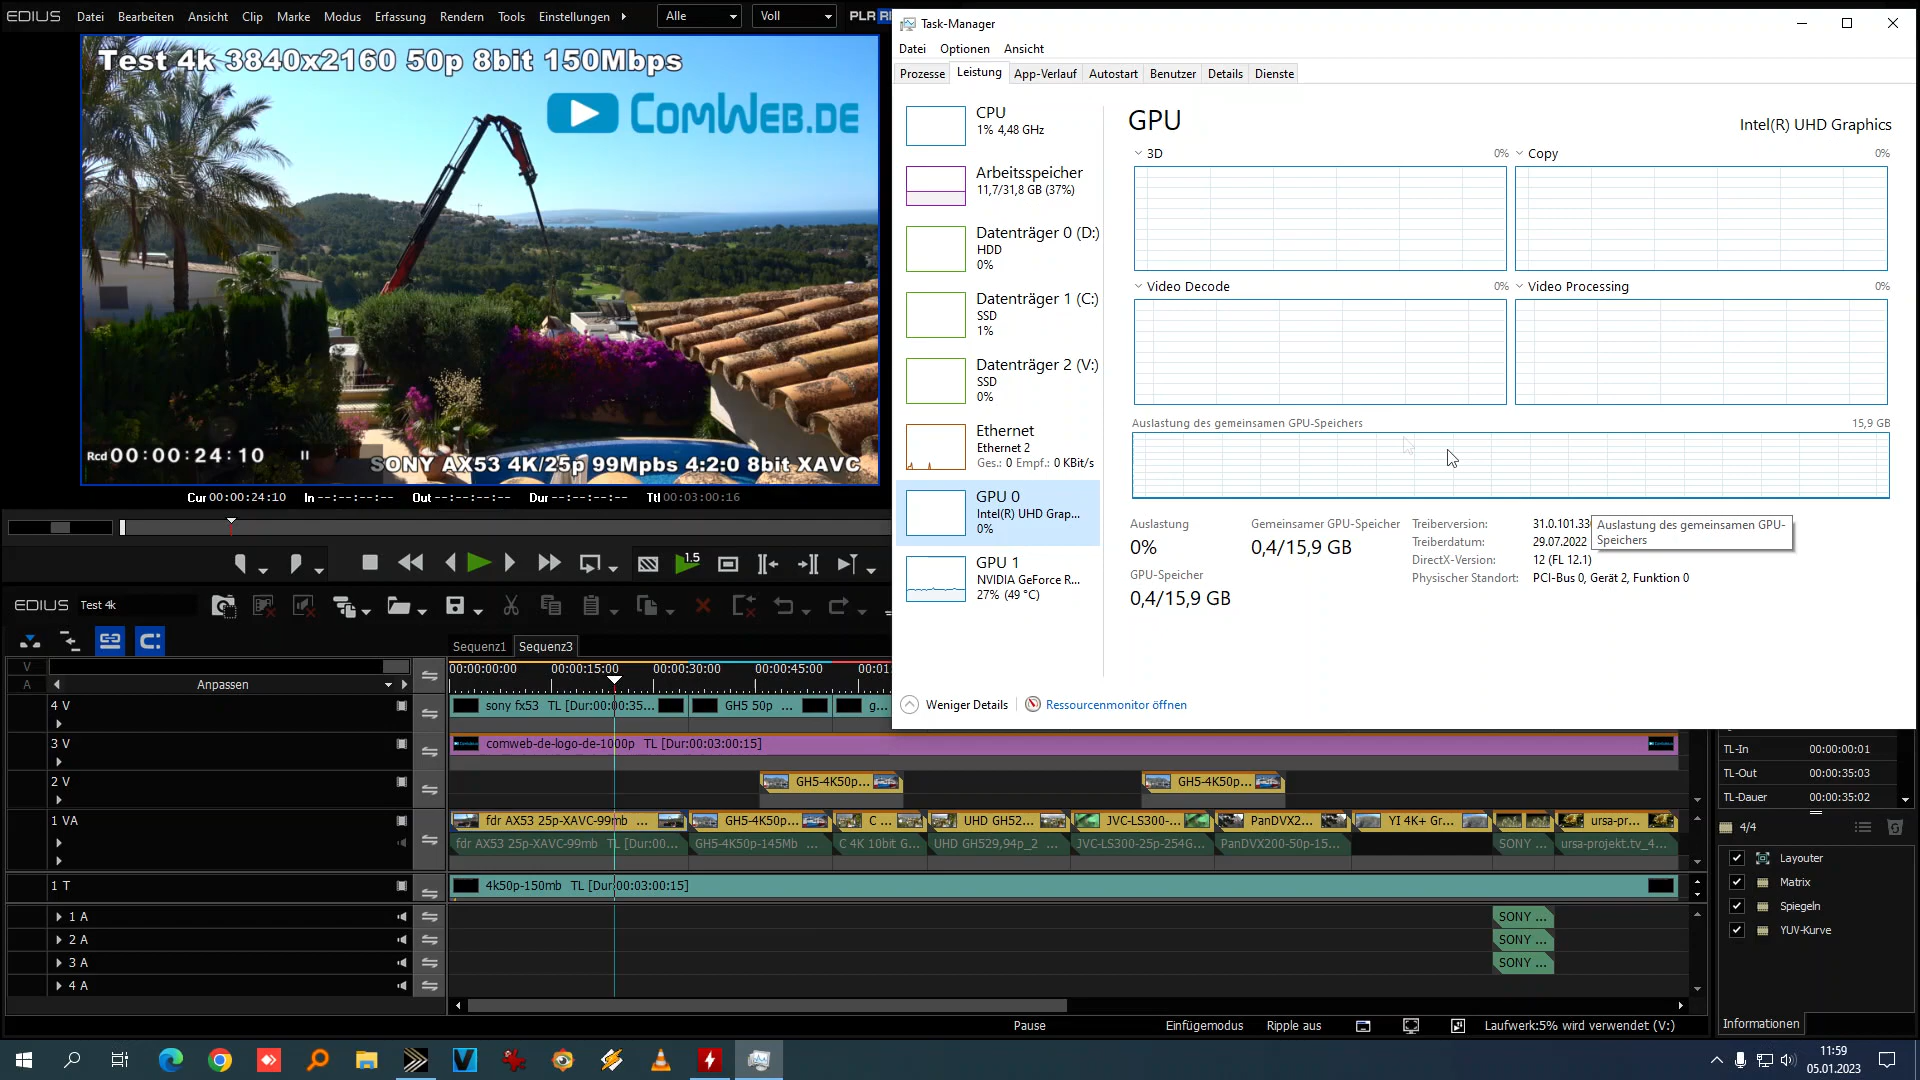 EDIUS Datei Bearbeiten Ansicht Clip Marke Modus Erfassung Rendern Tools Einstellungen Alle Voll PLR
Test 4k 3840x2160 50p 8bit 150Mbps
COMWEB.DE
Rcd 00:00:24:10
SONY AX53 4K/25p 99Mpbs 4:2:0 8bit XAVC
Cur 00:00:24:10 In --:--:--:-- Out --:--:--:-- Dur --:--:--:-- Ttl 00:03:00:16
1.5
Task-Manager
Datei Optionen Ansicht
Prozesse Leistung App-Verlauf Autostart Benutzer Details Dienste
CPU
1% 4,48 GHz
Arbeitsspeicher
11,7/31,8 GB (37%)
Datenträger 0 (D:)
HDD
0%
Datenträger 1 (C:)
SSD
1%
Datenträger 2 (V:)
SSD
0%
Ethernet
Ethernet 2
Ges.: 0 Empf.: 0 KBit/s
GPU 0
Intel(R) UHD Grap...
0%
GPU 1
NVIDIA GeForce R...
27% (49 °C)
GPU
Intel(R) UHD Graphics
3D 0% Copy 0%
Video Decode 0% Video Processing 0%
Auslastung des gemeinsamen GPU-Speichers 15,9 GB
Auslastung
0%
Gemeinsamer GPU-Speicher
0,4/15,9 GB
GPU-Speicher
0,4/15,9 GB
Treiberversion: 31.0.101.33
Treiberdatum: 29.07.2022
DirectX-Version: 12 (FL 12.1)
Physischer Standort: PCI-Bus 0, Gerät 2, Funktion 0
Auslastung des gemeinsamen GPU-
Speichers
Weniger Details Ressourcenmonitor öffnen
EDIUS Test 4k
Sequenz1 Sequenz3
V
A Anpassen
00:00:00:00 00:00:15:00 00:00:30:00 00:00:45:00 00:01
4 V sony fx53 TL [Dur:00:00:35... GH5 50p ... g...
3 V comweb-de-logo-de-1000p TL [Dur:00:03:00:15]
2 V GH5-4K50p... GH5-4K50p...
1 VA fdr AX53 25p-XAVC-99mb ... GH5-4K50p... C ... UHD GH52... JVC-LS300-... PanDVX2... YI 4K+ Gr... ursa-pr...
fdr AX53 25p-XAVC-99mb TL [Dur:00... GH5-4K50p-145Mb ... C 4K 10bit G... UHD GH529,94p_2 ... JVC-LS300-25p-254G... PanDVX200-50p-15... SONY ... ursa-projekt.tv_4...
1 T 4k50p-150mb TL [Dur:00:03:00:15]
1 A SONY ...
2 A SONY ...
3 A SONY ...
4 A
TL-In 00:00:00:01
TL-Out 00:00:35:03
TL-Dauer 00:00:35:02
4/4
Layouter
Matrix
Spiegeln
YUV-Kurve
Informationen
Pause Einfügemodus Ripple aus Laufwerk:5% wird verwendet (V:)
11:59
05.01.2023